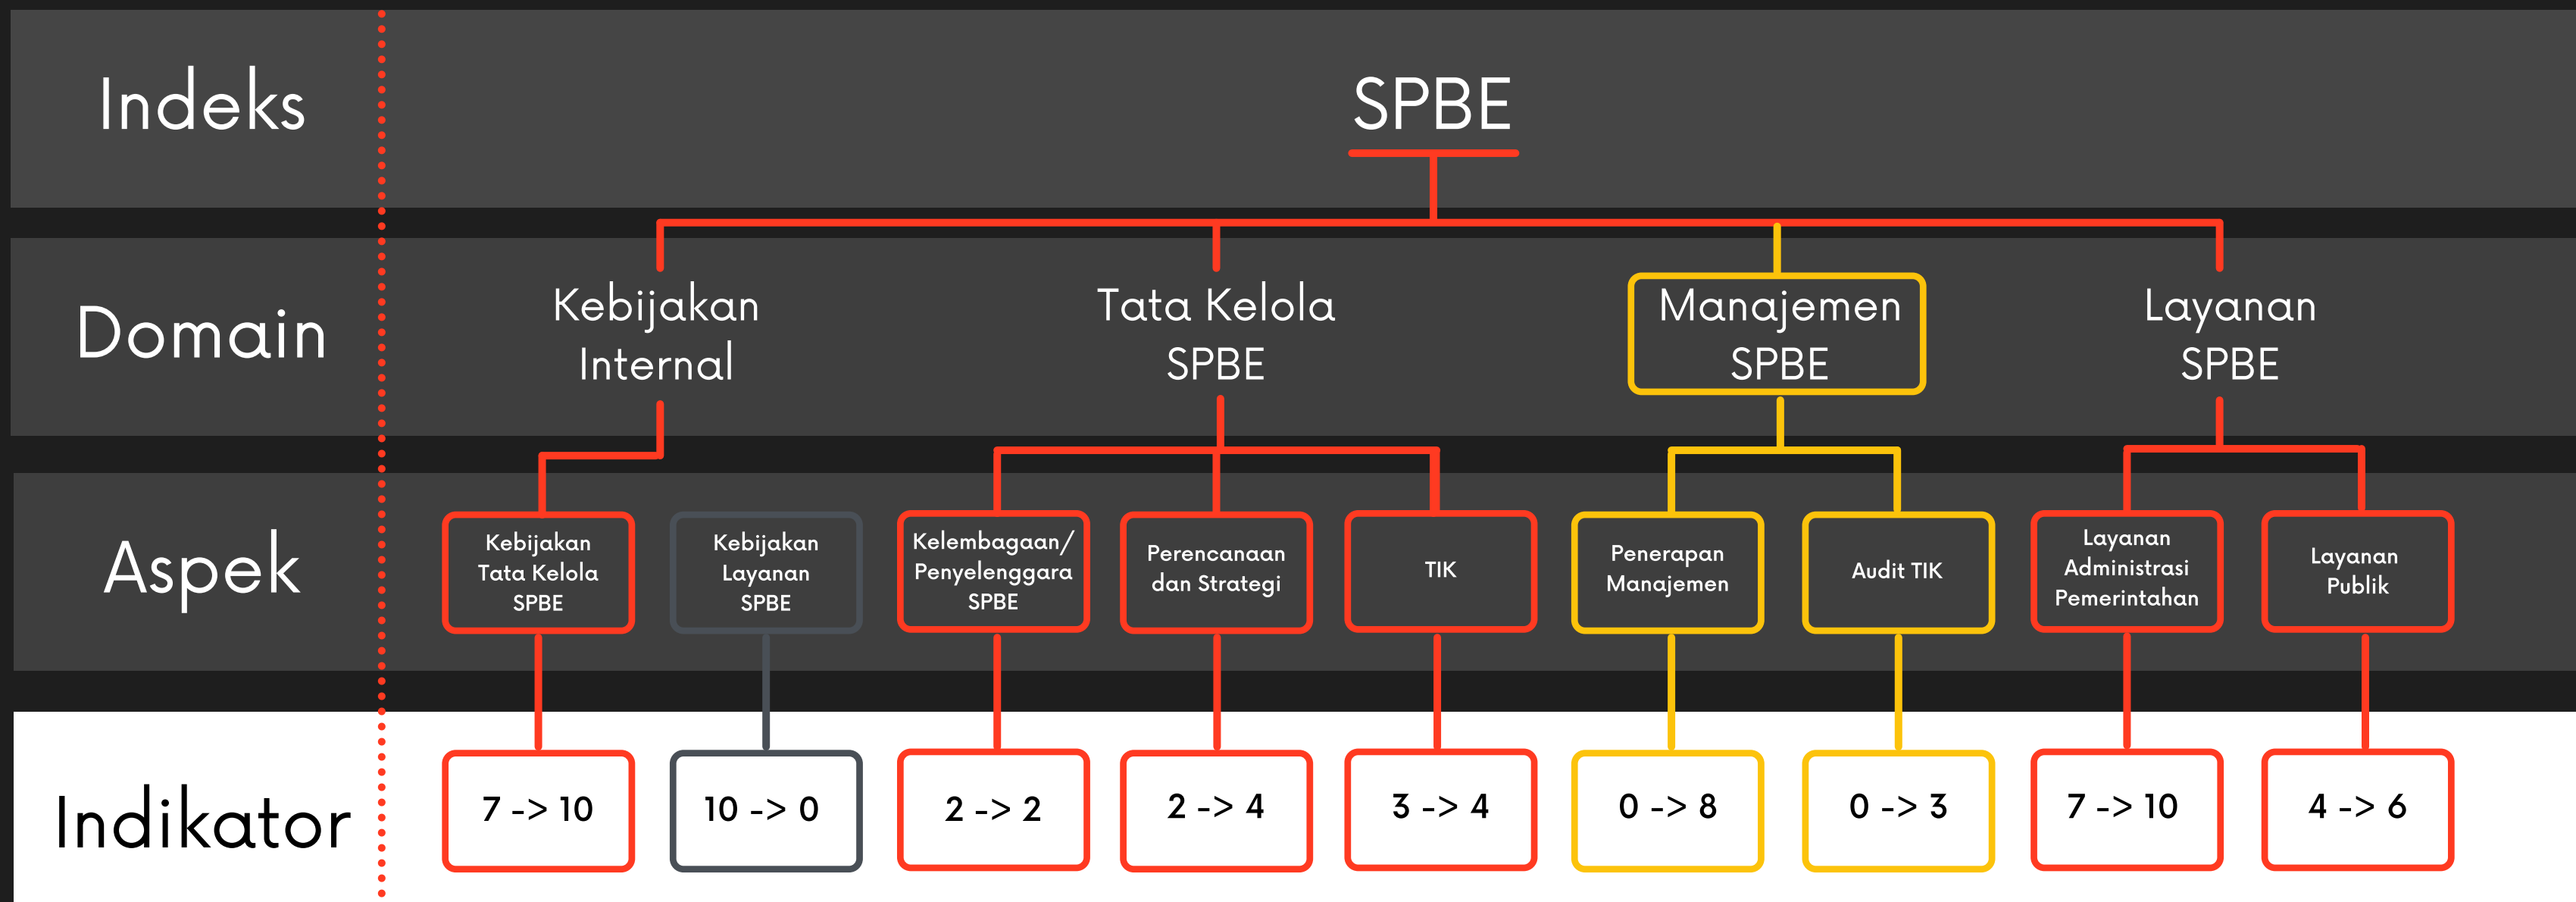 Indeks
SPBE
Domain
Kebijakan
Internal
Tata Kelola
SPBE
Manajemen
SPBE
Layanan
SPBE
Aspek
Kebijakan
Tata Kelola
SPBE
Kebijakan
Layanan
SPBE
Kelembagaan/
Penyelenggara
SPBE
Perencanaan
dan Strategi
TIK
Penerapan
Manajemen
Audit TIK
Layanan
Administrasi
Pemerintahan
Layanan
Publik
Indikator
7 -> 10
10 -> 0
2 -> 2
2 -> 4
3 -> 4
0 -> 8
0 -> 3
7 -> 10
4 -> 6